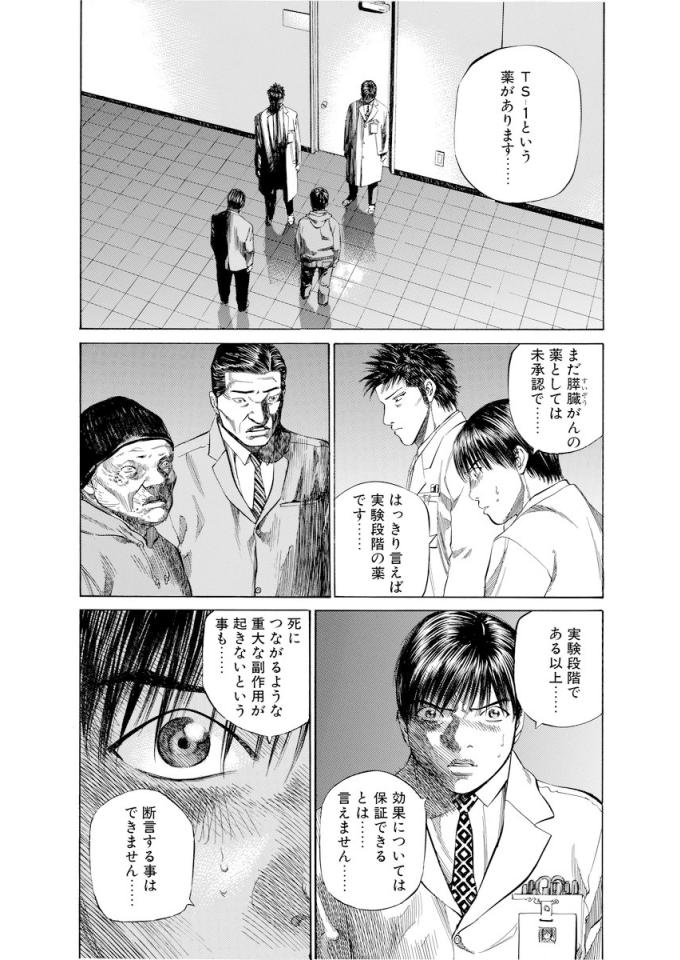 TS-1という
薬があります……
まだ膵臓がんの
すいぞう
薬としては
未承認で……
はっきり言えば
実験段階の薬
です……
実験段階で
ある以上……
効果については
保証できる
とは……
言えません……
死に
つながるような
重大な副作用が
起きないという
事も……
断言する事は
できません……